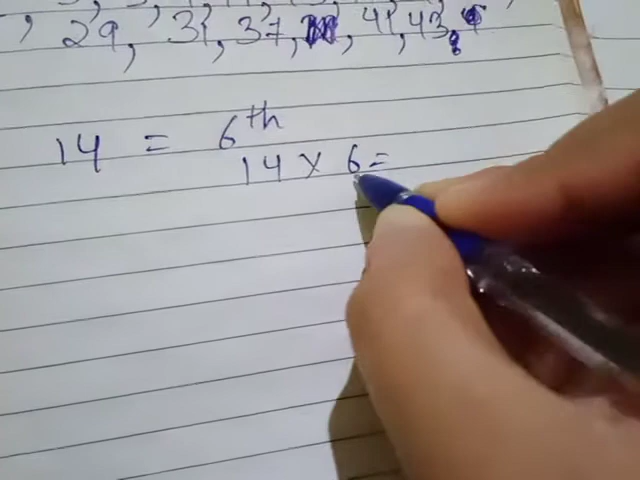 , 29, 31, 37, , 41, 43,
14 = 6th
14 x 6 =